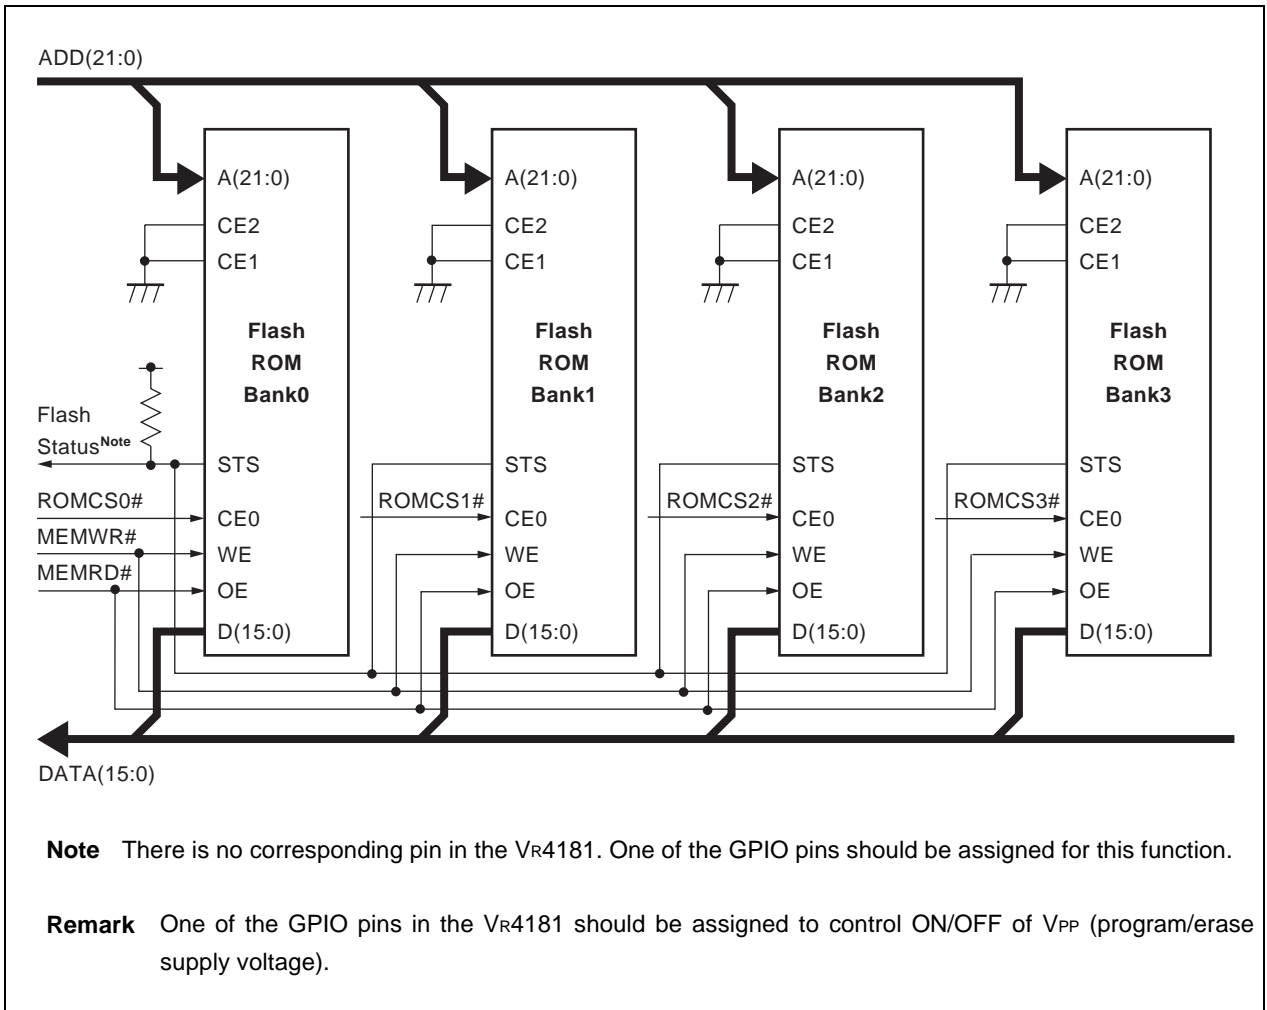 ADD(21:0)
A(21:0) A(21:0) A(21:0) A(21:0)
CE2 CE2 CE2 CE2
CE1 CE1 CE1 CE1
Flash Flash Flash Flash
ROM ROM ROM ROM
Bank0 Bank1 Bank2 Bank3
Flash
StatusNote
STS STS STS STS
ROMCS0# ROMCS1# ROMCS2# ROMCS3#
CE0 CE0 CE0 CE0
MEMWR#
WE WE WE WE
MEMRD#
OE OE OE OE
D(15:0) D(15:0) D(15:0) D(15:0)
DATA(15:0)
Note There is no corresponding pin in the VR4181. One of the GPIO pins should be assigned for this function.
Remark One of the GPIO pins in the VR4181 should be assigned to control ON/OFF of VPP (program/erase
supply voltage).